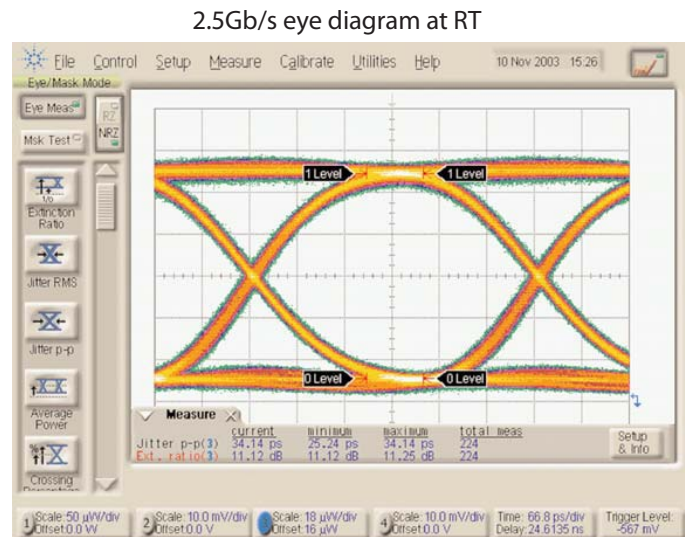 2.5Gb/s eye diagram at RT
File Control Setup Measure Calibrate Utilities Help 10 Nov 2003 15:26
Eye/Mask Mode
Eye Meas
RZ
NRZ
Msk Test
1 Level 1 Level
Extinction
Ratio
Jitter RMS
Jitter p-p
0 Level 0 Level
Average
Power
Measure
current minimum maximum total meas
Jitter p-p(3) 34.14 ps 25.24 ps 34.14 ps 224
Ext. ratio(3) 11.12 dB 11.12 dB 11.25 dB 224
Setup
& Info
Crossing
1 Scale:50 µW/div 2 Scale:10.0 mV/div 3 Scale:18 µW/div 4 Scale:10.0 mV/div Time:66.8 ps/div Trigger Level:
Offset:0.0 W Offset:0.0 V Offset:16 µW Offset:0.0 V Delay:24.6135 ns -567 mV